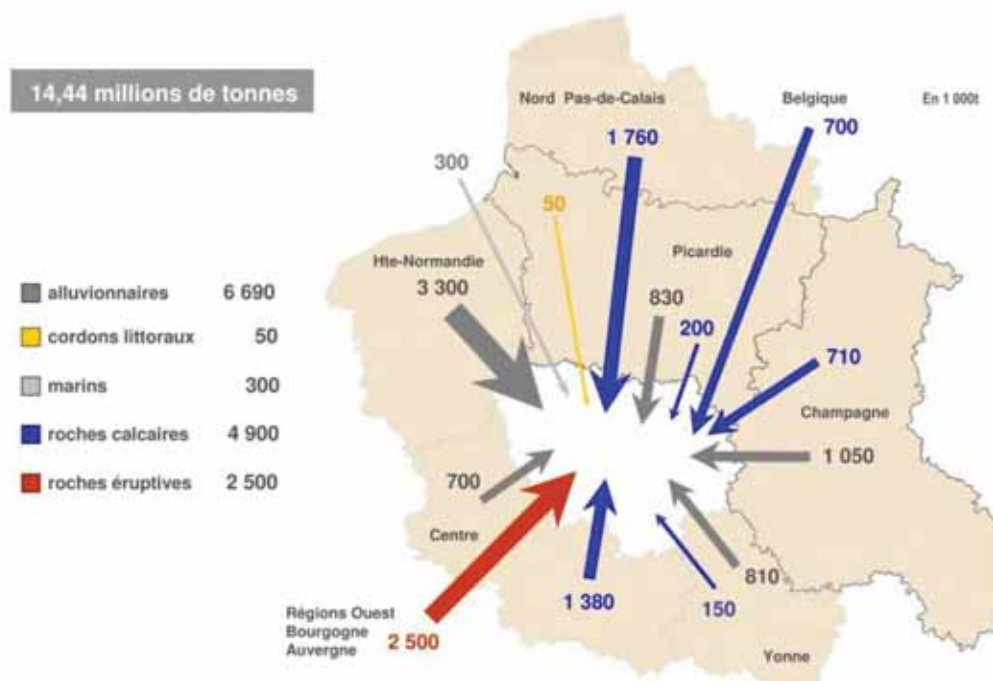 14,44 millions de tonnes
En 1 000t
Nord Pas-de-Calais
1 760
Belgique
700
300
50
Hte-Normandie
3 300
Picardie
830
200
710
Champagne
1 050
alluvionnaires 6 690
cordons littoraux 50
marins 300
roches calcaires 4 900
roches éruptives 2 500
700
Centre
Régions Ouest
Bourgogne
Auvergne
2 500
1 380
150
810
Yonne